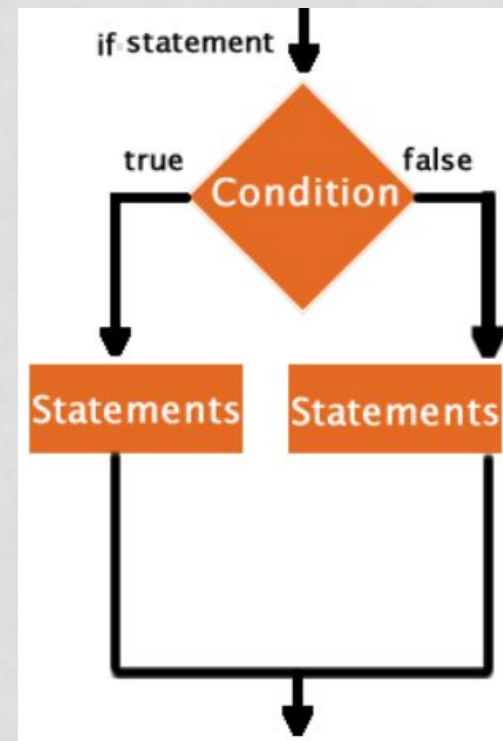 if statement
true
false
Condition
Statements
Statements